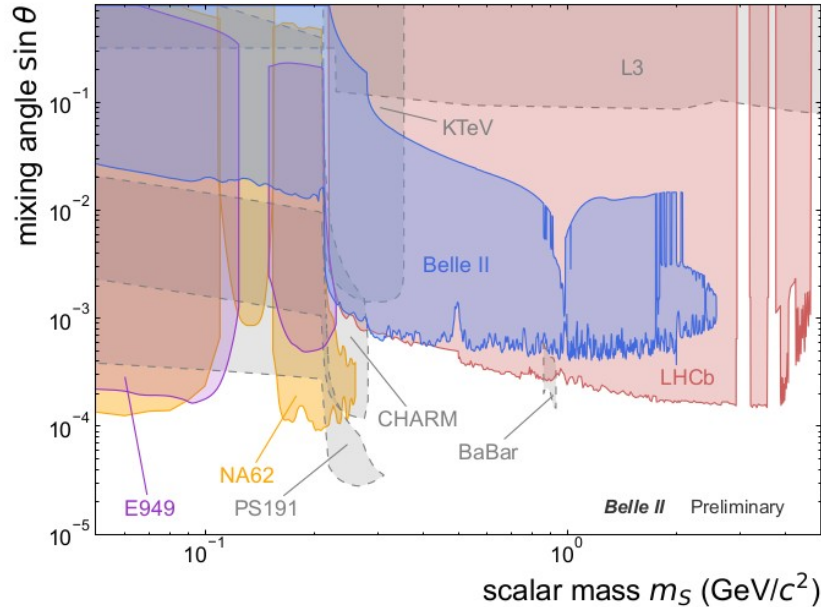 mixing angle sin θ
10⁻¹
10⁻²
10⁻³
10⁻⁴
10⁻⁵
L3
KTeV
Belle II
LHCb
CHARM
BaBar
NA62
E949
PS191
Belle II Preliminary
10⁻¹
10⁰
scalar mass mS (GeV/c²)